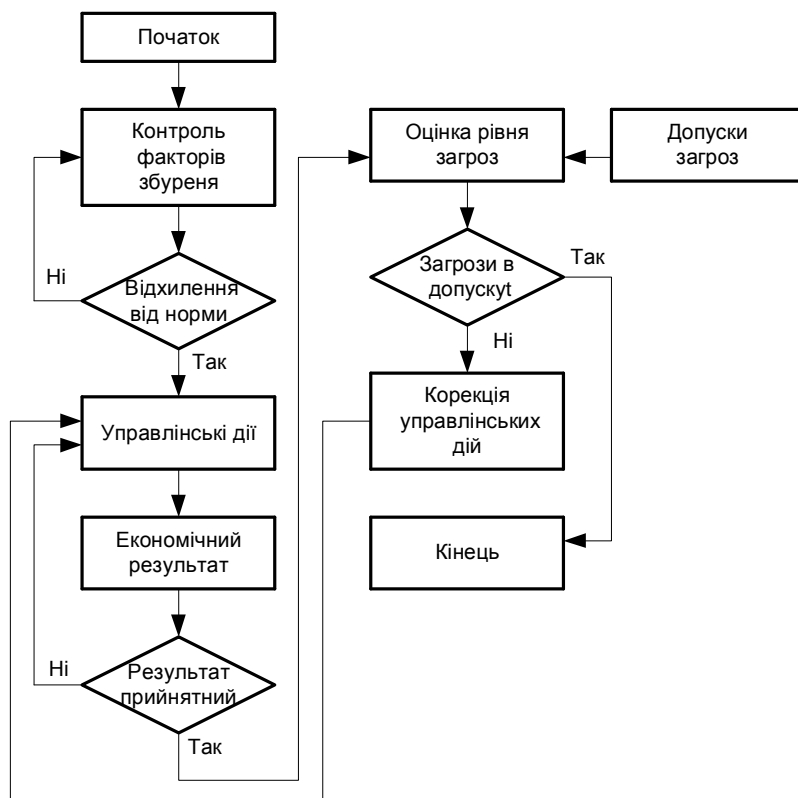 Початок
Контроль
факторів
збуреня
Ні
Відхилення
від норми
Так
Управлінські дії
Економічний
результат
Ні
Результат
прийнятний
Так
Оцінка рівня
загроз
Допуски
загроз
Загрози в
допускуt
Так
Ні
Корекція
управлінських
дій
Кінець